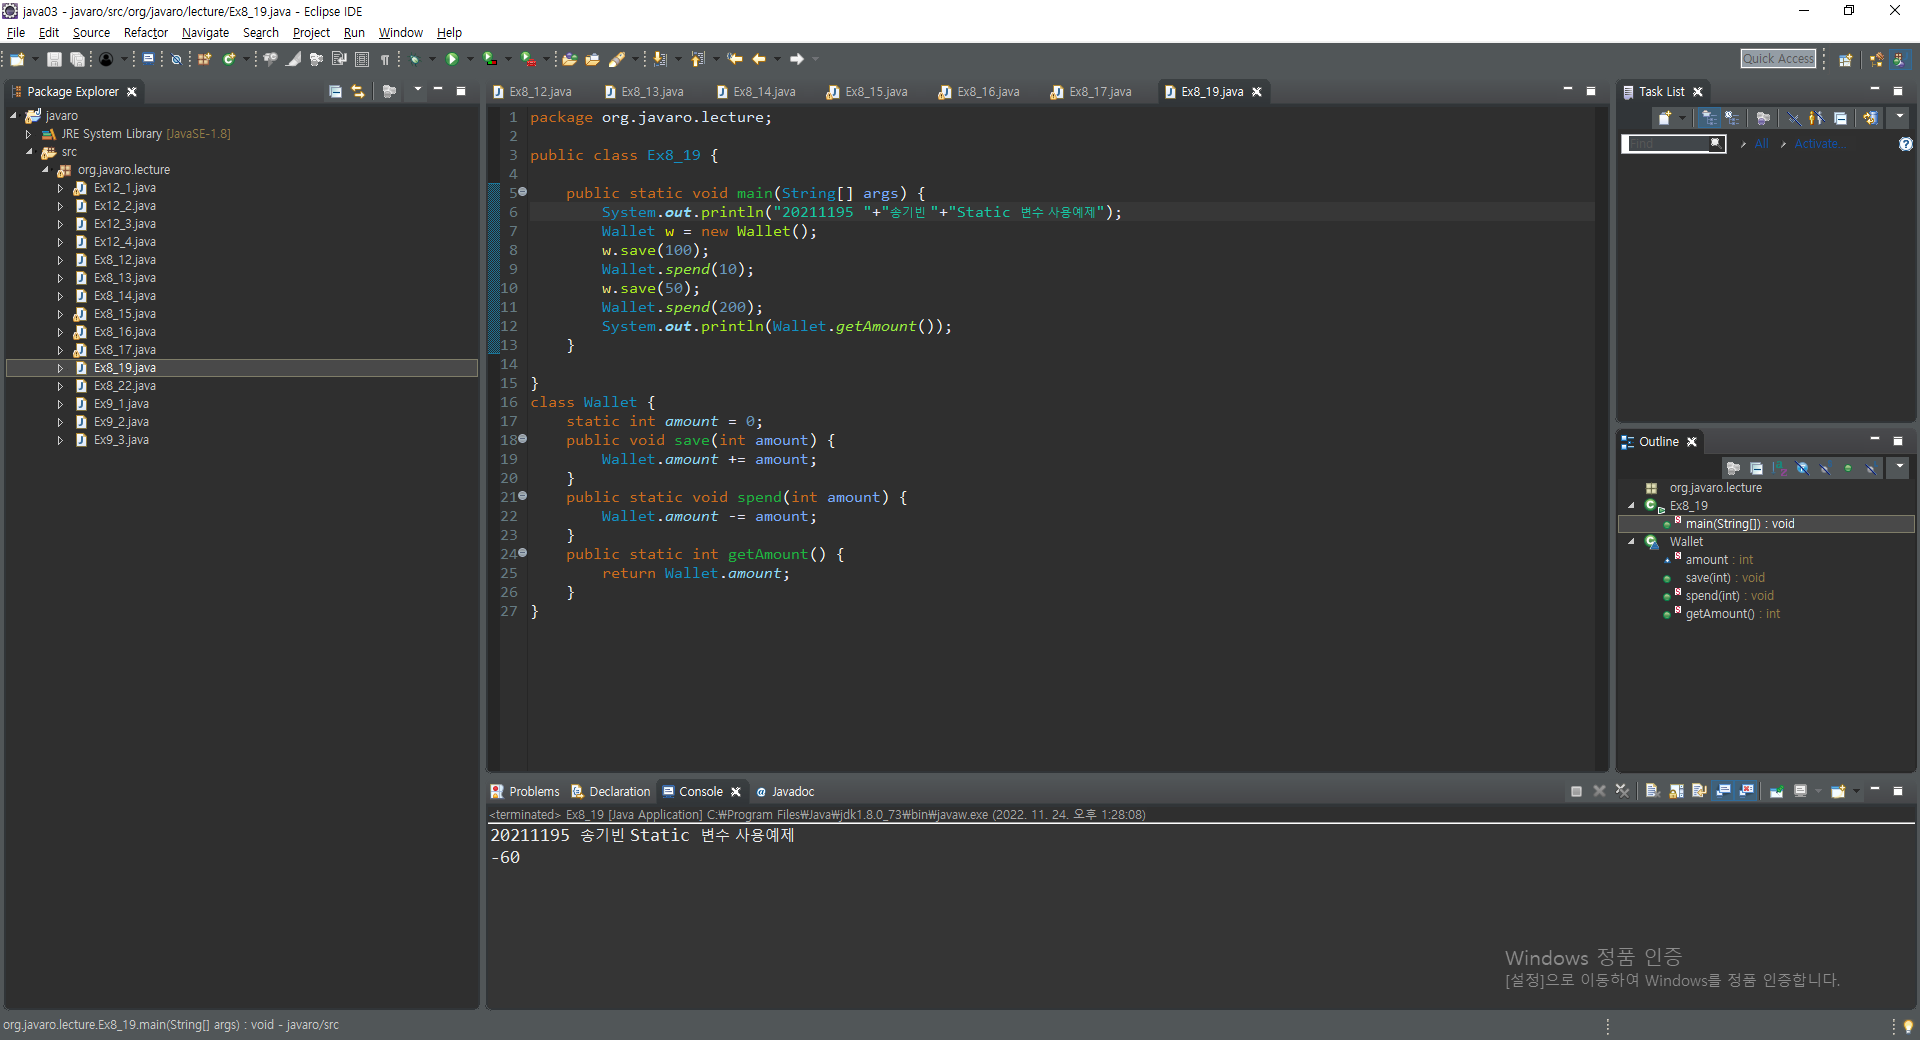 java03 - javaro/src/org/javaro/lecture/Ex8_19.java - Eclipse IDE
File Edit Source Refactor Navigate Search Project Run Window Help
Quick Access
Package Explorer
javaro
JRE System Library [JavaSE-1.8]
src
org.javaro.lecture
Ex12_1.java
Ex12_2.java
Ex12_3.java
Ex12_4.java
Ex8_12.java
Ex8_13.java
Ex8_14.java
Ex8_15.java
Ex8_16.java
Ex8_17.java
Ex8_19.java
Ex8_22.java
Ex9_1.java
Ex9_2.java
Ex9_3.java
Ex8_12.java Ex8_13.java Ex8_14.java Ex8_15.java Ex8_16.java Ex8_17.java Ex8_19.java
1 package org.javaro.lecture;
2
3 public class Ex8_19 {
4
5 public static void main(String[] args) {
6 System.out.println("20211195 "+"송기빈 "+"Static 변수 사용예제");
7 Wallet w = new Wallet();
8 w.save(100);
9 Wallet.spend(10);
10 w.save(50);
11 Wallet.spend(200);
12 System.out.println(Wallet.getAmount());
13 }
14
15 }
16 class Wallet {
17 static int amount = 0;
18 public void save(int amount) {
19 Wallet.amount += amount;
20 }
21 public static void spend(int amount) {
22 Wallet.amount -= amount;
23 }
24 public static int getAmount() {
25 return Wallet.amount;
26 }
27 }
Task List
Find All Activate...
Outline
org.javaro.lecture
Ex8_19
main(String[]) : void
Wallet
amount : int
save(int) : void
spend(int) : void
getAmount() : int
Problems Declaration Console Javadoc
<terminated> Ex8_19 [Java Application] C:₩Program Files₩Java₩jdk1.8.0_73₩bin₩javaw.exe (2022. 11. 24. 오후 1:28:08)
20211195 송기빈 Static 변수 사용예제
-60
Windows 정품 인증
[설정]으로 이동하여 Windows를 정품 인증합니다.
org.javaro.lecture.Ex8_19.main(String[] args) : void - javaro/src